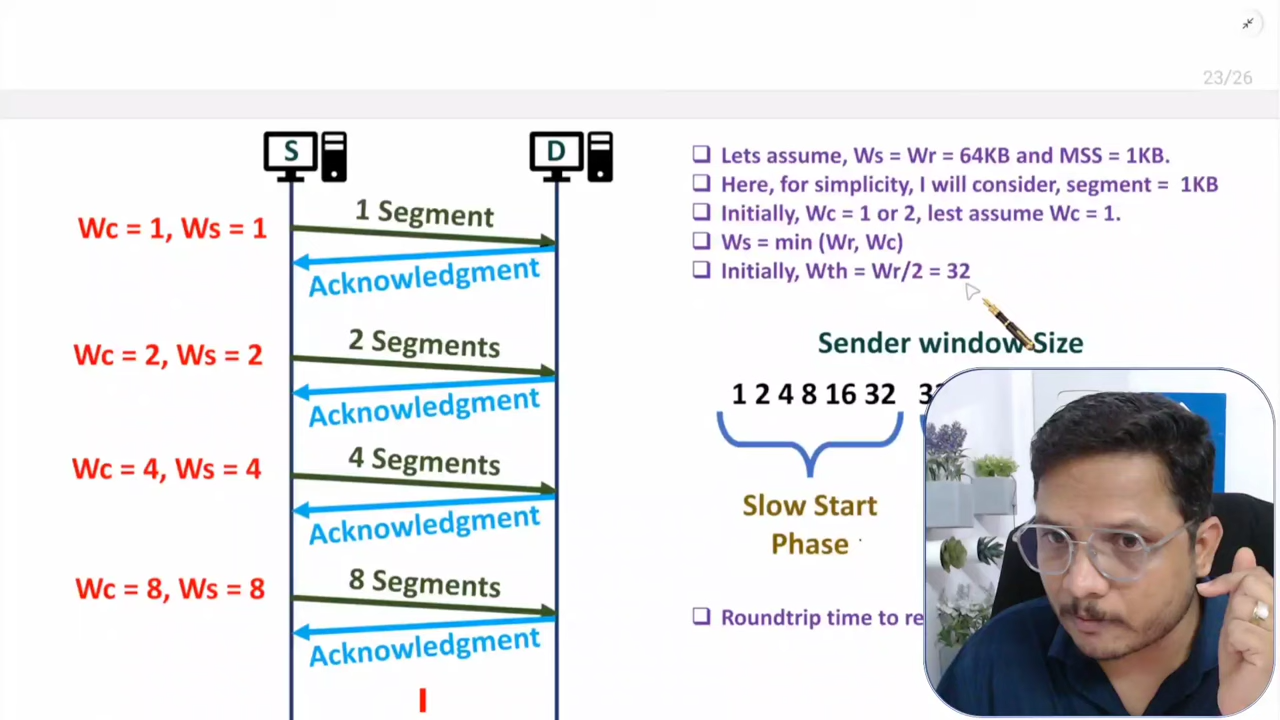 23/26
S
D
Wc = 1, Ws = 1
1 Segment
Acknowledgment
Wc = 2, Ws = 2
2 Segments
Acknowledgment
Wc = 4, Ws = 4
4 Segments
Acknowledgment
Wc = 8, Ws = 8
8 Segments
Acknowledgment
Lets assume, Ws = Wr = 64KB and MSS = 1KB.
Here, for simplicity, I will consider, segment = 1KB
Initially, Wc = 1 or 2, lest assume Wc = 1.
Ws = min (Wr, Wc)
Initially, Wth = Wr/2 = 32
Sender window Size
1 2 4 8 16 32
Slow Start
Phase
Roundtrip time to